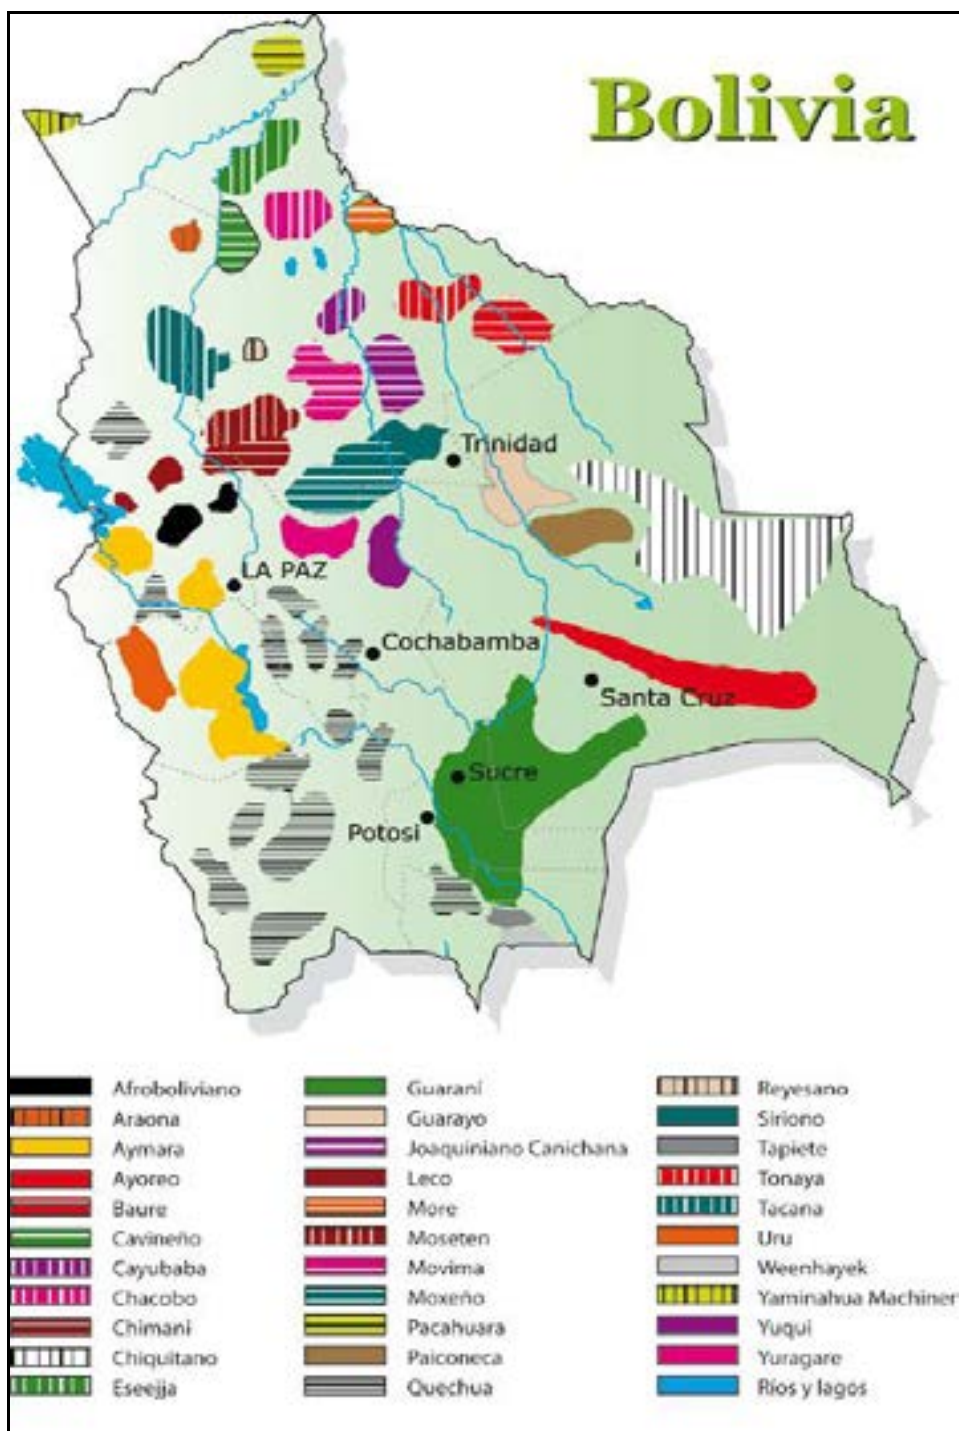 Bolivia
Trinidad
LA PAZ
Cochabamba
Santa Cruz
Sucre
Potosi
Afroboliviano
Araona
Aymara
Ayoreo
Baure
Cavineño
Cayubaba
Chacobo
Chimani
Chiquitano
Eseejja
Guaraní
Guarayo
Joaquiniano Canichana
Leco
More
Moseten
Movima
Moxeño
Pacahuara
Paiconeca
Quechua
Reyesano
Siriono
Tapiete
Tonaya
Tacana
Uru
Weenhayek
Yaminahua Machiner
Yuqui
Yuragare
Ríos y lagos